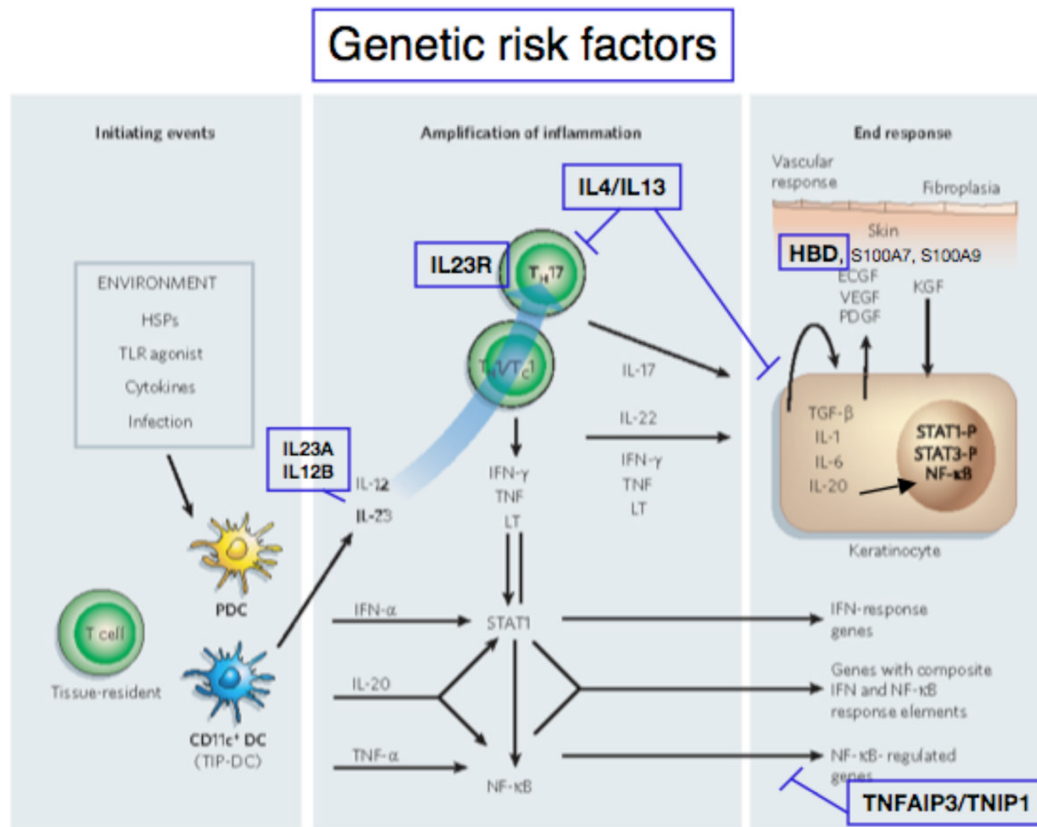 Genetic risk factors
Initiating events
Amplification of inflammation
End response
ENVIRONMENT
HSPs
TLR agonist
Cytokines
Infection
PDC
T cell
Tissue-resident
CD11c⁺ DC
(TIP-DC)
IL23A
IL12B
IL-12
IL-23
IL4/IL13
IL23R
TH17
TH1/TC1
IFN-γ
TNF
LT
IL-17
IL-22
IFN-γ
TNF
LT
IFN-α
STAT1
IL-20
TNF-α
NF-κB
Vascular
response
Fibroplasia
Skin
HBD, S100A7, S100A9
ECGF
VEGF
PDGF
KGF
TGF-β
IL-1
IL-6
IL-20
STAT1-P
STAT3-P
NF-κB
Keratinocyte
IFN-response
genes
Genes with composite
IFN and NF-κB
response elements
NF-κB- regulated
genes
TNFAIP3/TNIP1